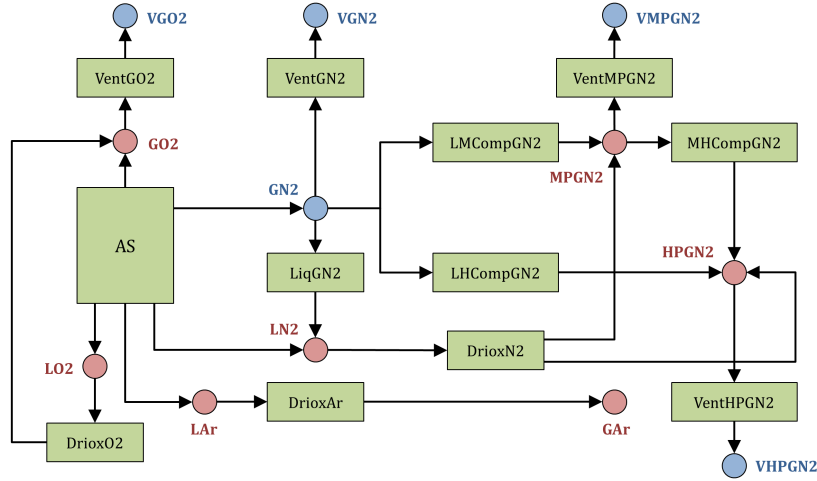 VGO2
VGN2
VMPGN2
VentGO2
VentGN2
VentMPGN2
GO2
LMCompGN2
MHCompGN2
MPGN2
GN2
AS
HPGN2
LiqGN2
LHCompGN2
LN2
DrioxN2
LO2
DrioxAr
VentHPGN2
LAr
GAr
DrioxO2
VHPGN2